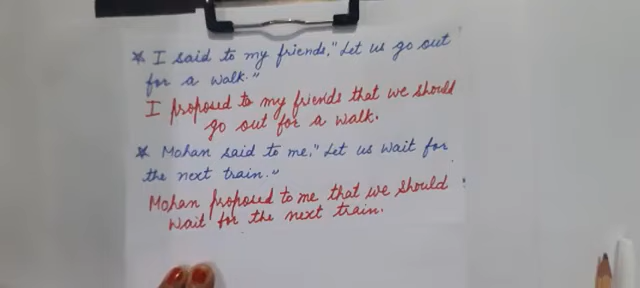 * I said to my friends, "Let us go out
for a walk."
I proposed to my friends that we should
go out for a walk.
* Mohan said to me, "Let us wait for
the next train."
Mohan proposed to me that we should
wait for the next train.